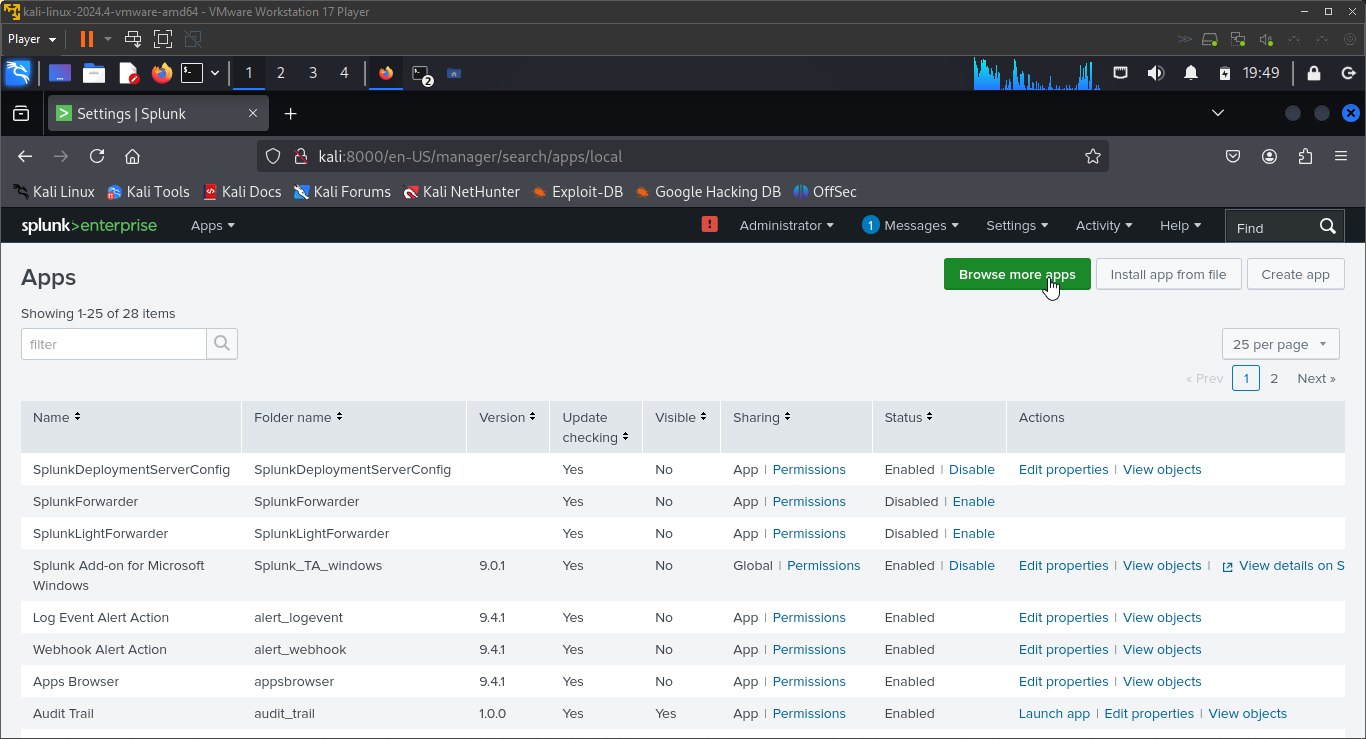 kali-linux-2024.4-vmware-amd64 - VMware Workstation 17 Player
Player
1 2 3 4 2 19:49
Settings | Splunk
kali:8000/en-US/manager/search/apps/local
Kali Linux Kali Tools Kali Docs Kali Forums Kali NetHunter Exploit-DB Google Hacking DB OffSec
splunk>enterprise Apps ! Administrator 1 Messages Settings Activity Help Find
Apps Browse more apps Install app from file Create app
Showing 1-25 of 28 items
filter 25 per page
« Prev 1 2 Next »
Name Folder name Version Update checking Visible Sharing Status Actions
SplunkDeploymentServerConfig SplunkDeploymentServerConfig Yes No App | Permissions Enabled | Disable Edit properties | View objects
SplunkForwarder SplunkForwarder Yes No App | Permissions Disabled | Enable
SplunkLightForwarder SplunkLightForwarder Yes No App | Permissions Disabled | Enable
Splunk Add-on for Microsoft Windows Splunk_TA_windows 9.0.1 Yes No Global | Permissions Enabled | Disable Edit properties | View objects | View details on S
Log Event Alert Action alert_logevent 9.4.1 Yes No App | Permissions Enabled Edit properties | View objects
Webhook Alert Action alert_webhook 9.4.1 Yes No App | Permissions Enabled Edit properties | View objects
Apps Browser appsbrowser 9.4.1 Yes No App | Permissions Enabled Edit properties | View objects
Audit Trail audit_trail 1.0.0 Yes Yes App | Permissions Enabled Launch app | Edit properties | View objects